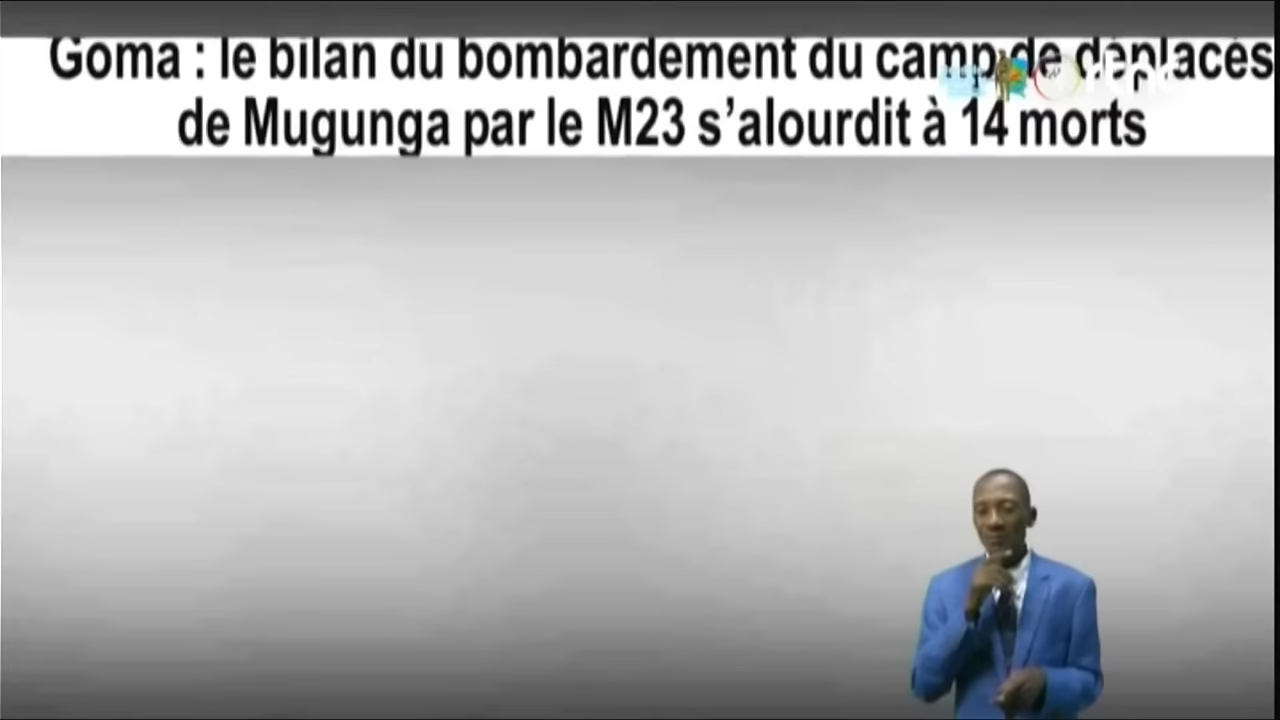 Goma : le bilan du bombardement du camp de déplacés
de Mugunga par le M23 s'alourdit à 14 morts